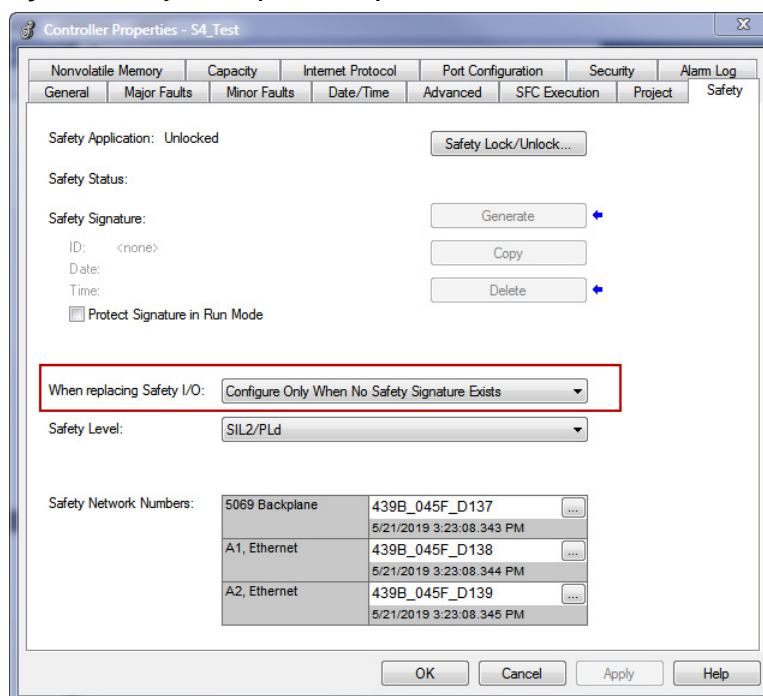 Controller Properties - S4_Test
Nonvolatile Memory Capacity Internet Protocol Port Configuration Security Alarm Log
General Major Faults Minor Faults Date/Time Advanced SFC Execution Project Safety
Safety Application: Unlocked Safety Lock/Unlock...
Safety Status:
Safety Signature: Generate
ID: <none> Copy
Date:
Time: Delete
Protect Signature in Run Mode
When replacing Safety I/O: Configure Only When No Safety Signature Exists
Safety Level: SIL2/PLd
Safety Network Numbers: 5069 Backplane 439B_045F_D137 ...
5/21/2019 3:23:08.343 PM
A1, Ethernet 439B_045F_D138 ...
5/21/2019 3:23:08.344 PM
A2, Ethernet 439B_045F_D139 ...
5/21/2019 3:23:08.345 PM
OK Cancel Apply Help